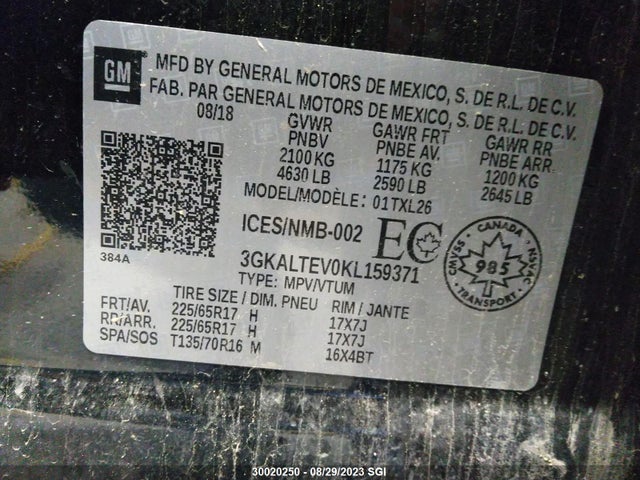 GM
MFD BY GENERAL MOTORS DE MEXICO, S. DE R.L. DE C.V.
FAB. PAR GENERAL MOTORS DE MEXICO, S. DE R.L. DE C.V.
08/18 GVWR GAWR FRT GAWR RR
PNBV PNBE AV. PNBE ARR.
2100 KG 1175 KG 1200 KG
4630 LB 2590 LB 2645 LB
MODEL/MODÈLE: 01TXL26
ICES/NMB-002 EC
CANADA
CMVSS 985 NSVAC
TRANSPORT
384A
3GKALTEV0KL159371
TYPE: MPV/VTUM
TIRE SIZE / DIM. PNEU RIM / JANTE
FRT/AV. 225/65R17 H 17X7J
RR/ARR. 225/65R17 H 17X7J
SPA/SOS T135/70R16 M 16X4BT
30020250 - 08/29/2023 SGI